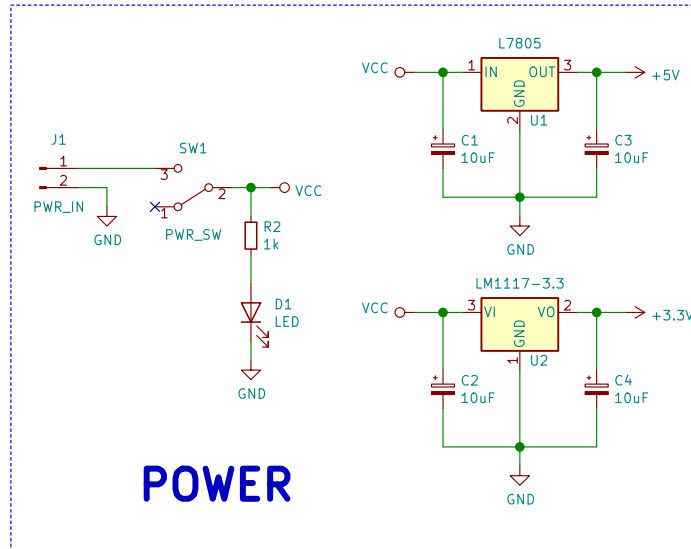 J1
1
2
PWR_IN
GND
SW1
3
2
1
PWR_SW
VCC
R2
1k
D1
LED
GND
L7805
VCC
1
IN
OUT
3
+5V
GND
2
U1
C1
10uF
C3
10uF
GND
LM1117-3.3
VCC
3
VI
VO
2
+3.3V
GND
1
U2
C2
10uF
C4
10uF
GND
POWER